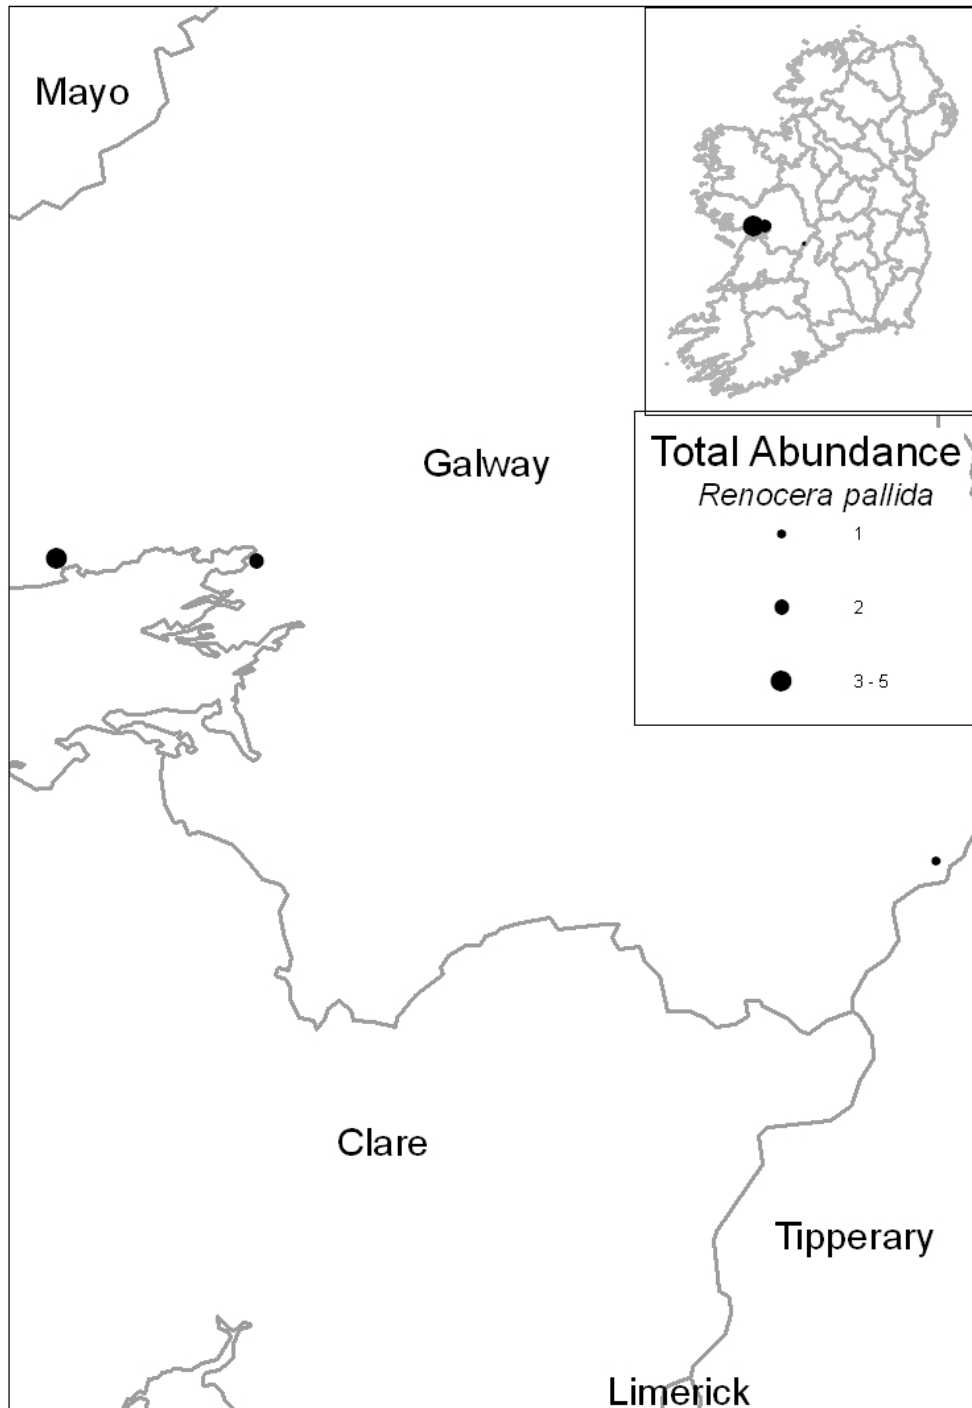 Mayo
Galway
Total Abundance
Renocera pallida
1
2
3 - 5
Clare
Tipperary
Limerick